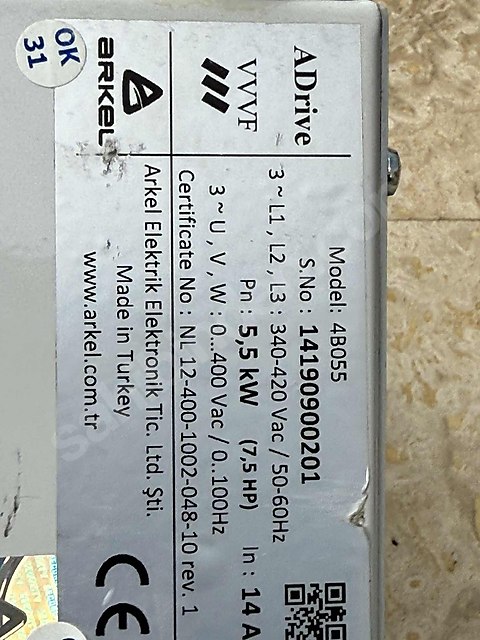 ADrive
VVVF
ARKEL
OK
31
Model: 4B055
S.No : 14190900201
3 ~ L1 , L2 , L3 : 340-420 Vac / 50-60Hz
Pn : 5,5 kW (7,5 HP) In : 14 A
3 ~ U , V , W : 0...400 Vac / 0..100Hz
Certificate No : NL 12-400-1002-048-10 rev. 1
Arkel Elektrik Elektronik Tic. Ltd. Şti.
Made in Turkey
www.arkel.com.tr
CE